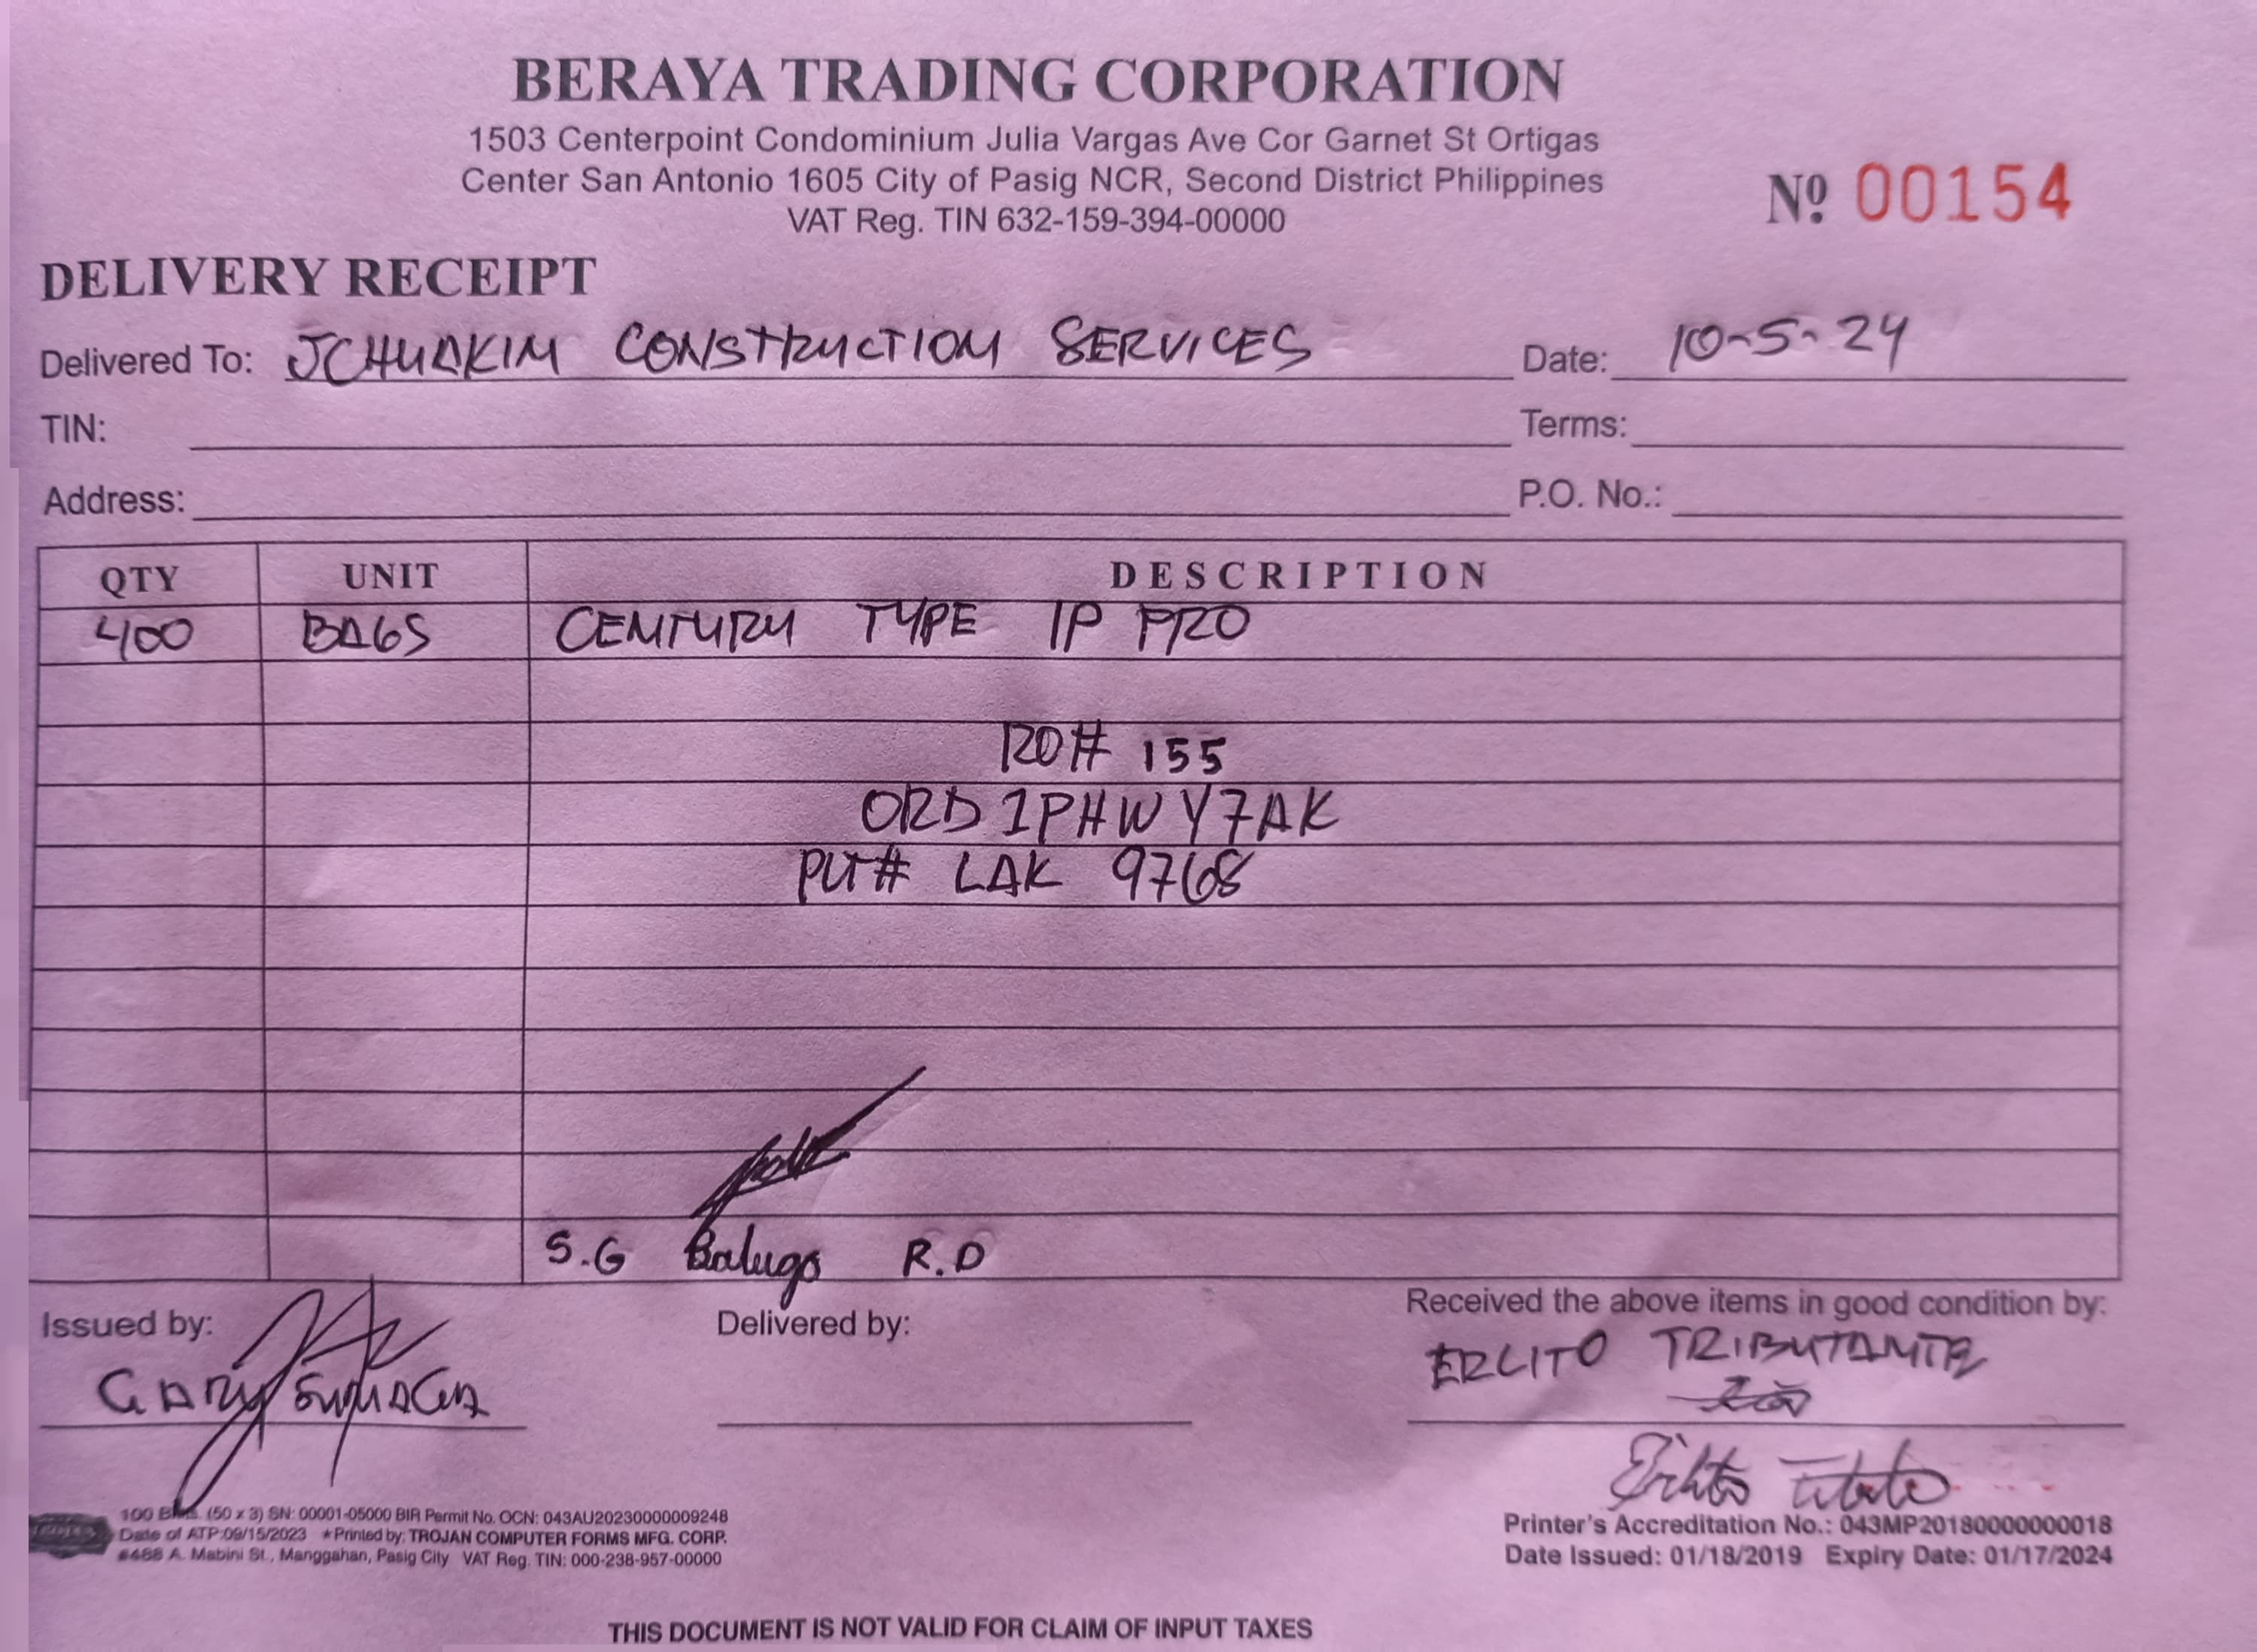 BERAYA TRADING CORPORATION
1503 Centerpoint Condominium Julia Vargas Ave Cor Garnet St Ortigas
Center San Antonio 1605 City of Pasig NCR, Second District Philippines
VAT Reg. TIN 632-159-394-00000
Nº 00154
DELIVERY RECEIPT
Delivered To: JCHUAKIM CONSTRUCTION SERVICES Date: 10-5-24
TIN: Terms:
Address: P.O. No.:
QTY UNIT DESCRIPTION
400 BAGS CENTURY TYPE 1P PRO
RO# 155
ORD1PHWY7AK
PLT# LAK 9768
S.G Balugo R.D
Issued by: Delivered by: Received the above items in good condition by:
GARY ERLITO TRIBUTANTE
100 (50 x 3) SN: 00001-05000 BIR Permit No. OCN: 043AU20230000009248
Date of ATP:09/15/2023 *Printed by: TROJAN COMPUTER FORMS MFG. CORP.
#488 A. Mabini St., Manggahan, Pasig City VAT Reg. TIN: 000-238-957-00000
Printer's Accreditation No.: 043MP20180000000018
Date Issued: 01/18/2019 Expiry Date: 01/17/2024
THIS DOCUMENT IS NOT VALID FOR CLAIM OF INPUT TAXES